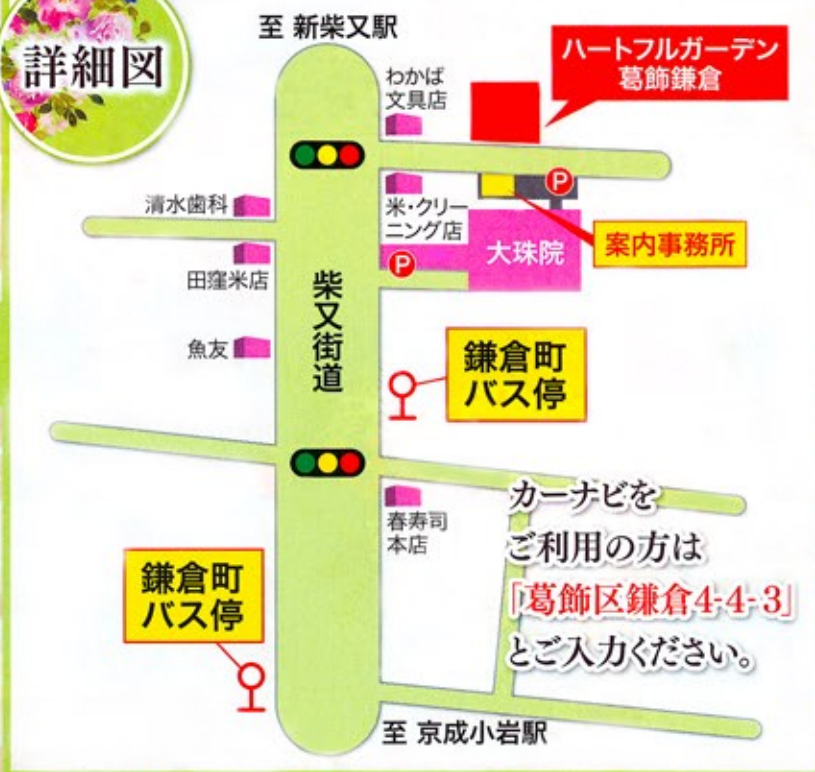 詳細図
至 新柴又駅
わかば
文具店
ハートフルガーデン
葛飾鎌倉
P
清水歯科
米・クリー
ニング店
大珠院
案内事務所
P
田窪米店
柴又街道
魚友
鎌倉町
バス停
春寿司
本店
カーナビを
ご利用の方は
「葛飾区鎌倉4-4-3」
とご入力ください。
鎌倉町
バス停
至 京成小岩駅